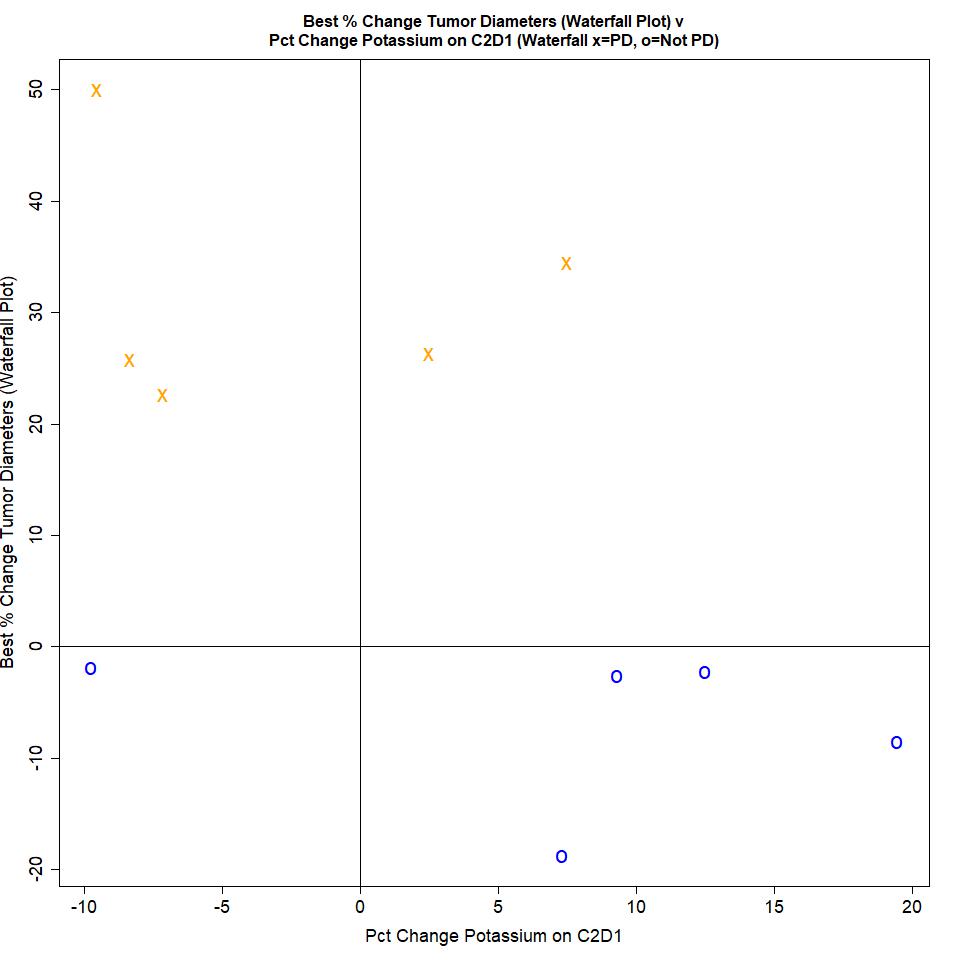 Best % Change Tumor Diameters (Waterfall Plot) v
Pct Change Potassium on C2D1 (Waterfall x=PD, o=Not PD)
Best % Change Tumor Diameters (Waterfall Plot)
50
40
30
20
10
0
-10
-20
X
X
X
X
X
O
O
O
O
O
-10
-5
0
5
10
15
20
Pct Change Potassium on C2D1